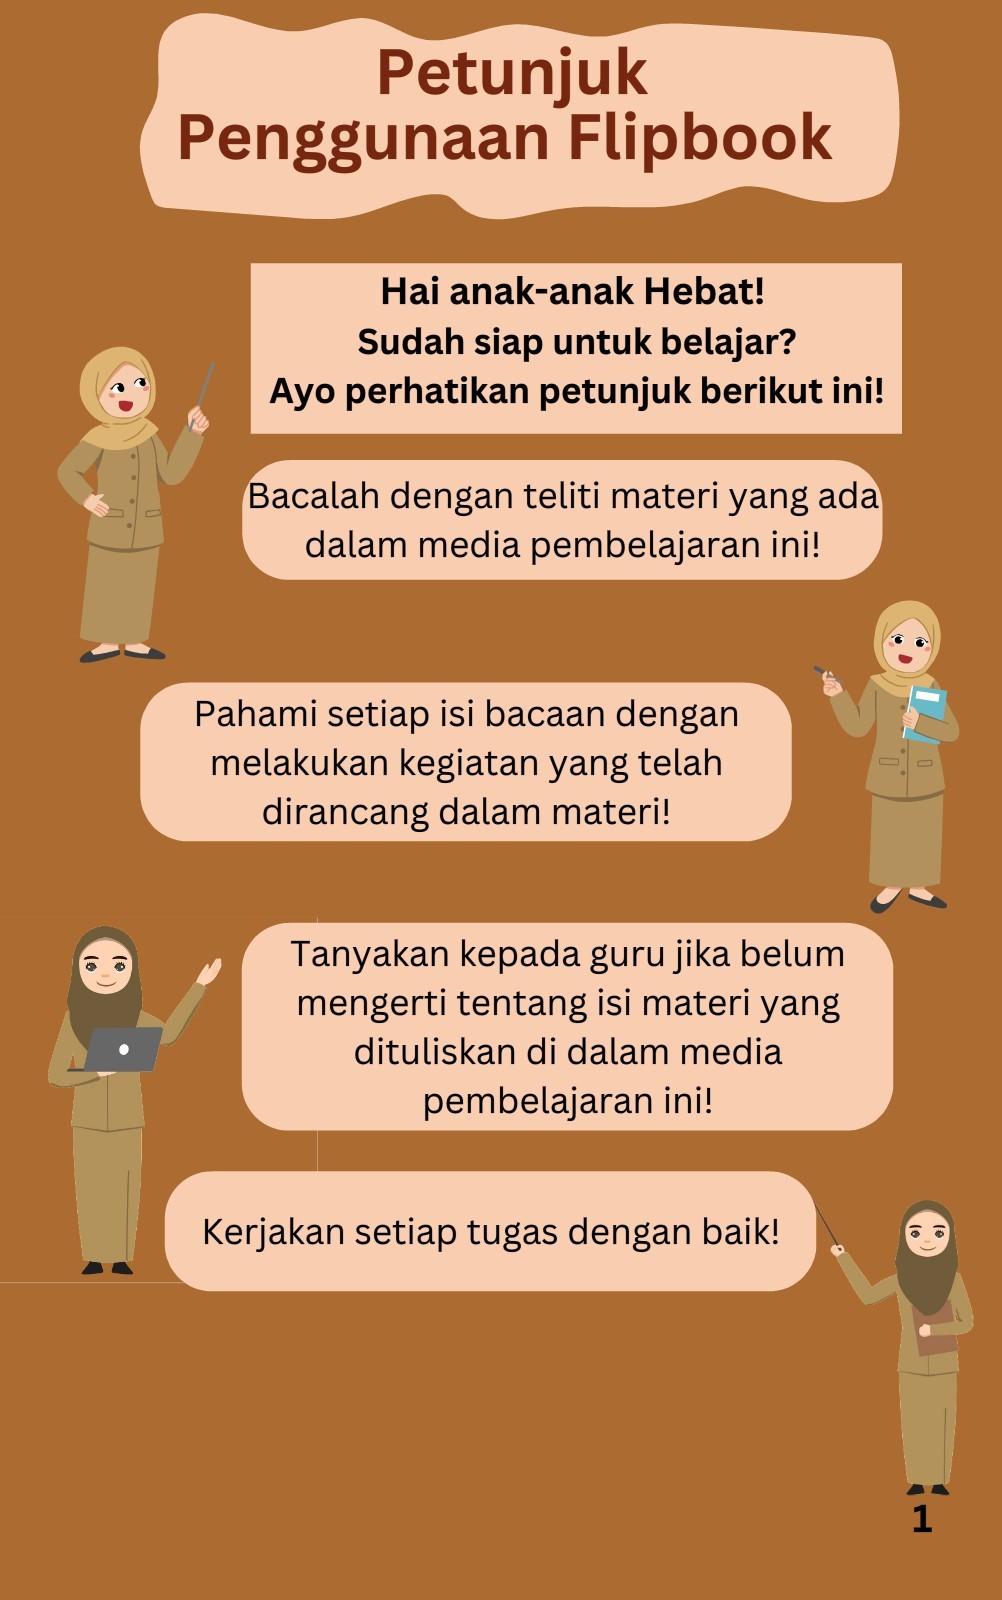 Petunjuk
Penggunaan Flipbook
Hai anak-anak Hebat!
Sudah siap untuk belajar?
Ayo perhatikan petunjuk berikut ini!
Bacalah dengan teliti materi yang ada
dalam media pembelajaran ini!
Pahami setiap isi bacaan dengan
melakukan kegiatan yang telah
dirancang dalam materi!
Tanyakan kepada guru jika belum
mengerti tentang isi materi yang
dituliskan di dalam media
pembelajaran ini!
Kerjakan setiap tugas dengan baik!
1